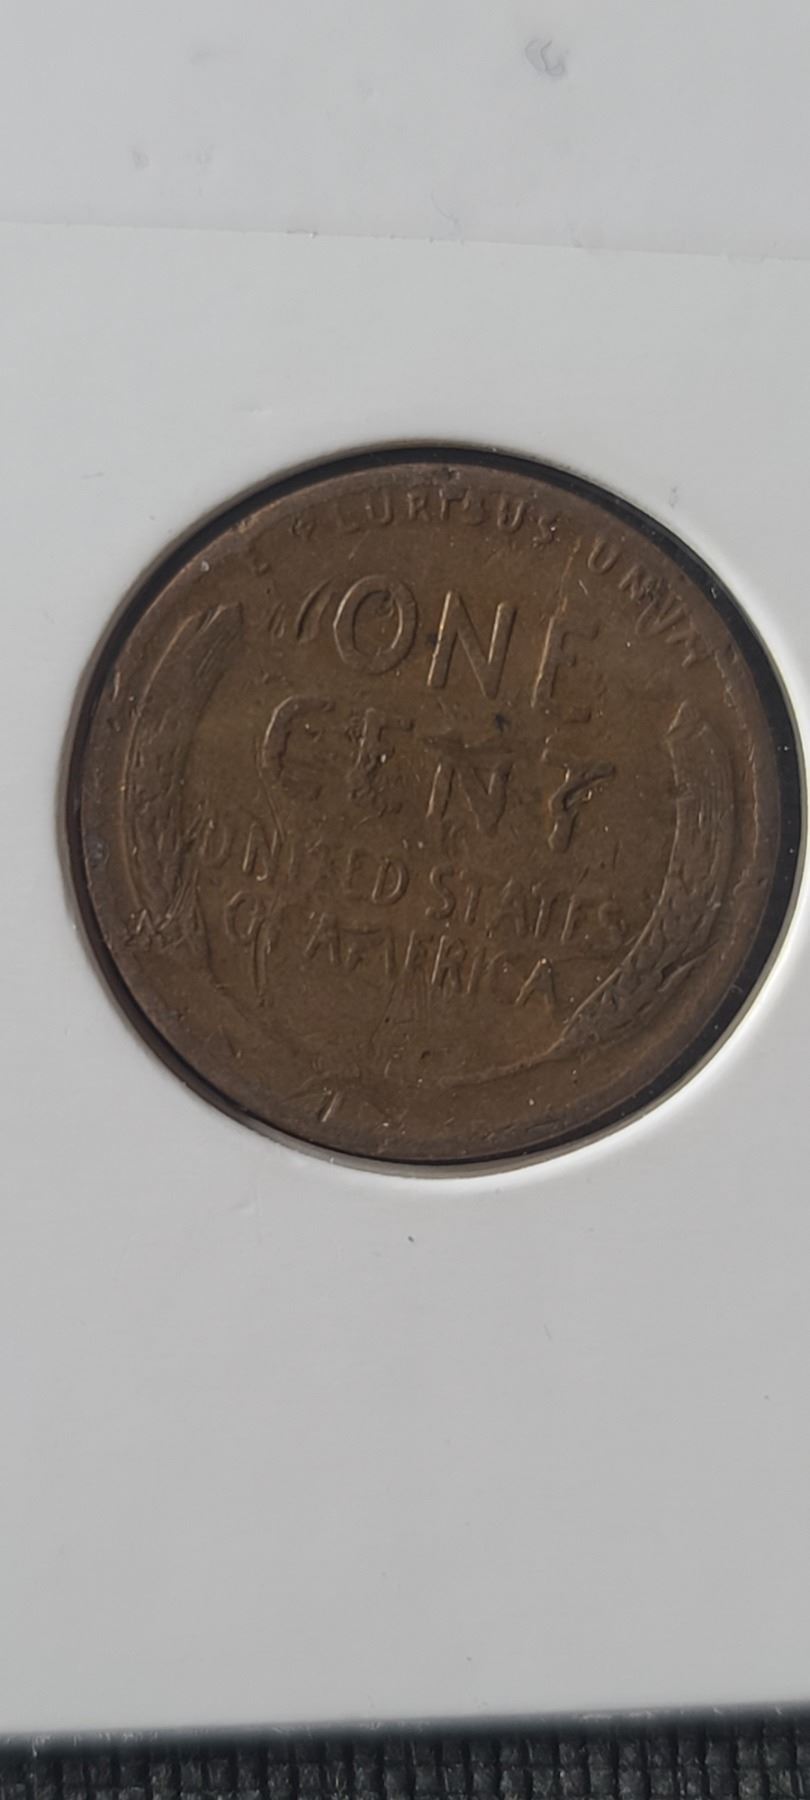 E PLURIBUS UNUM
ONE
CENT
UNITED STATES
OF AMERICA